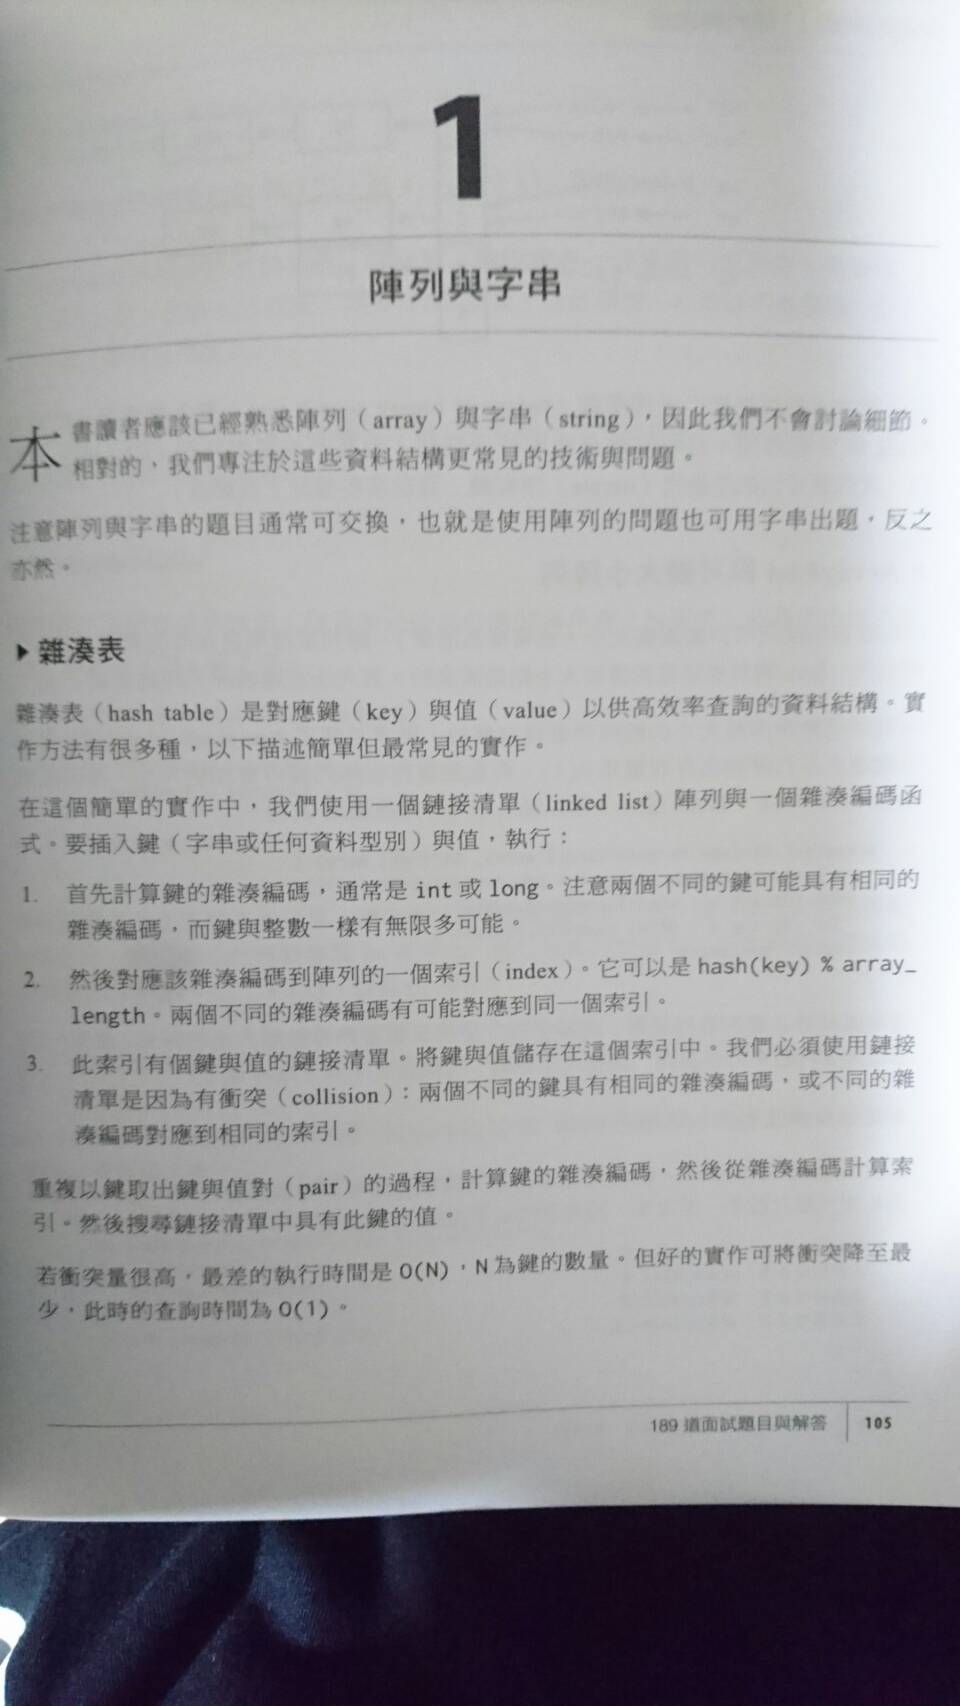 1
陣列與字串
本書讀者應該已經熟悉陣列（array）與字串（string），因此我們不會討論細節。
相對的，我們專注於這些資料結構更常見的技術與問題。
注意陣列與字串的題目通常可交換，也就是使用陣列的問題也可用字串出題，反之
亦然。
▶雜湊表
雜湊表（hash table）是對應鍵（key）與值（value）以供高效率查詢的資料結構。實
作方法有很多種，以下描述簡單但最常見的實作。
在這個簡單的實作中，我們使用一個鏈接清單（linked list）陣列與一個雜湊編碼函
式。要插入鍵（字串或任何資料型別）與值，執行：
1. 首先計算鍵的雜湊編碼，通常是 int 或 long。注意兩個不同的鍵可能具有相同的
雜湊編碼，而鍵與整數一樣有無限多可能。
2. 然後對應該雜湊編碼到陣列的一個索引（index）。它可以是 hash(key) % array_
length。兩個不同的雜湊編碼有可能對應到同一個索引。
3. 此索引有個鍵與值的鏈接清單。將鍵與值儲存在這個索引中。我們必須使用鏈接
清單是因為有衝突（collision）：兩個不同的鍵具有相同的雜湊編碼，或不同的雜
湊編碼對應到相同的索引。
重複以鍵取出鍵與值對（pair）的過程，計算鍵的雜湊編碼，然後從雜湊編碼計算索
引。然後搜尋鏈接清單中具有此鍵的值。
若衝突量很高，最差的執行時間是 O(N)，N 為鍵的數量。但好的實作可將衝突降至最
少，此時的查詢時間為 O(1)。
189 道面試題目與解答 105